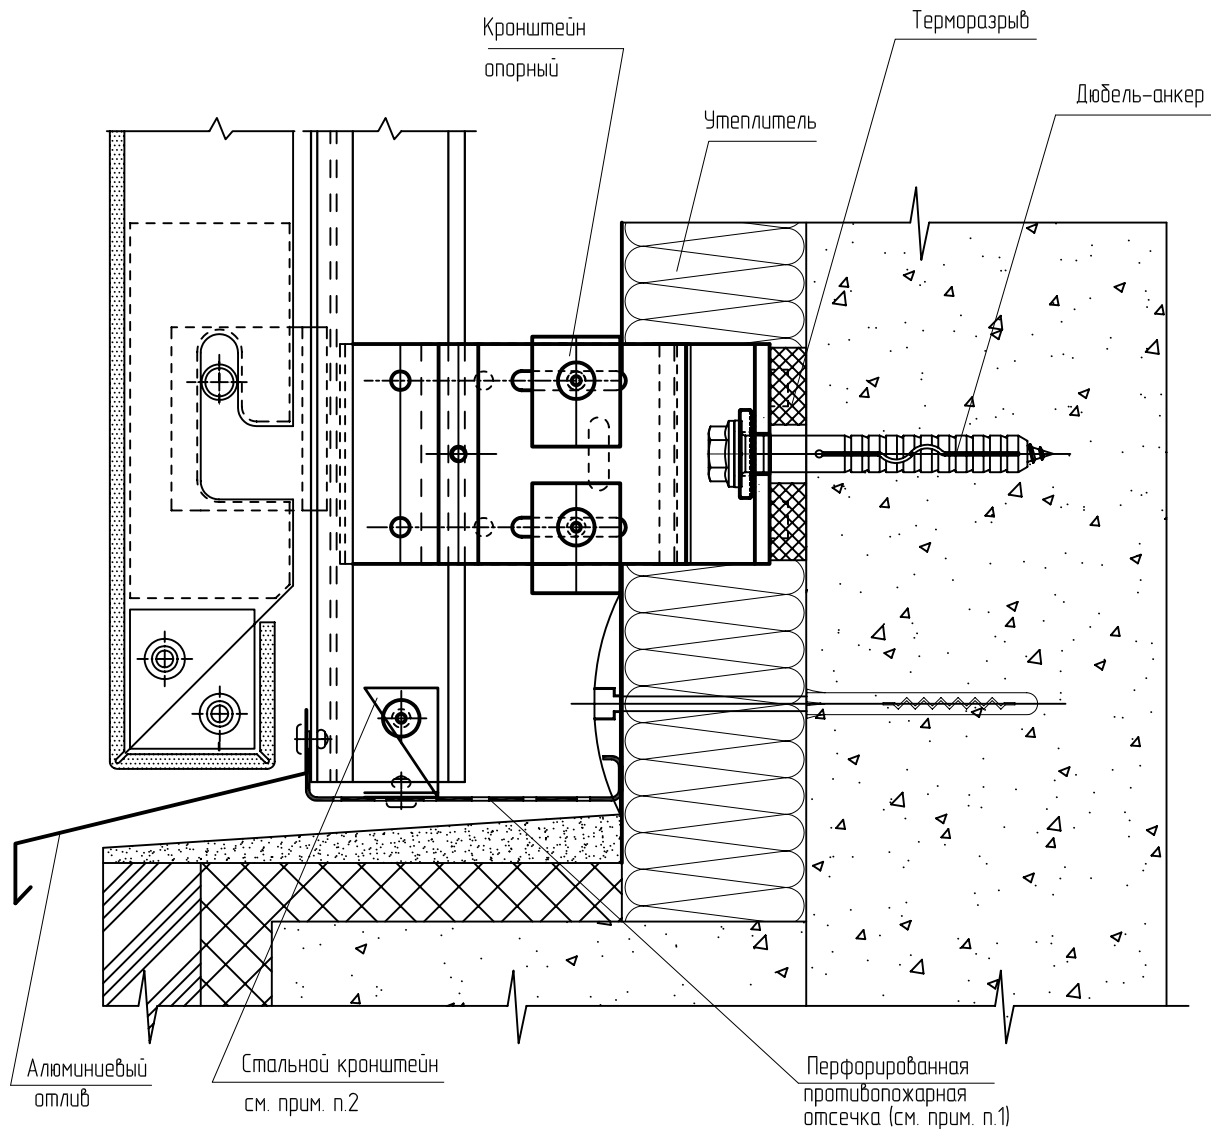 Кронштейн
опорный
Терморазрыв
Дюбель-анкер
Утеплитель
Алюминиевый
отлив
Стальной кронштейн
см. прим. п.2
Перфорированная
противопожарная
отсечка (см. прим. п.1)